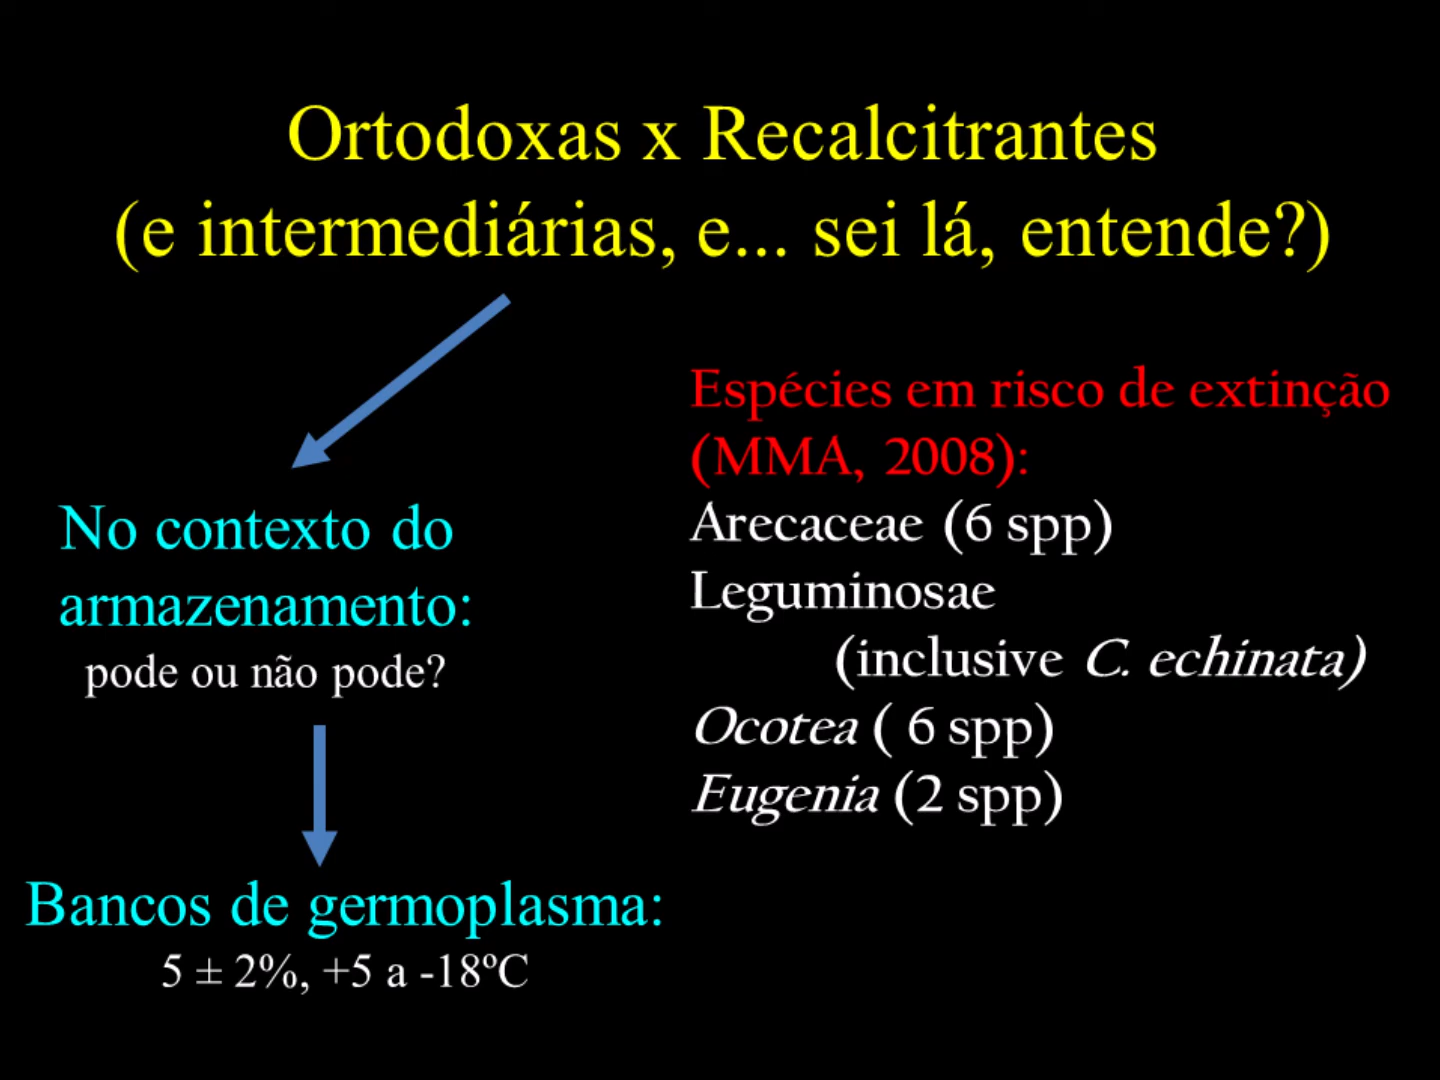 Ortodoxas x Recalcitrantes
(e intermediárias, e... sei lá, entende?)
No contexto do
armazenamento:
pode ou não pode?
Bancos de germoplasma:
5 ± 2%, +5 a -18ºC
Espécies em risco de extinção
(MMA, 2008):
Arecaceae (6 spp)
Leguminosae
(inclusive C. echinata)
Ocotea ( 6 spp)
Eugenia (2 spp)